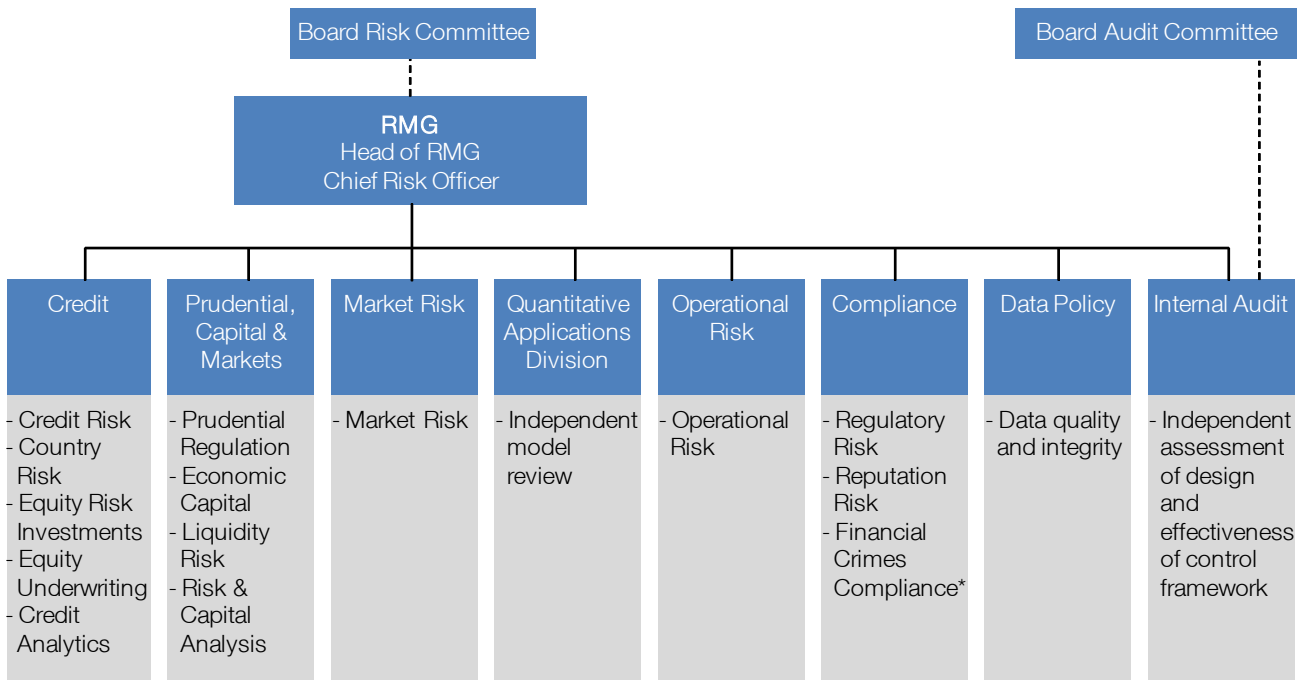 Board Risk Committee
Board Audit Committee
RMG
Head of RMG
Chief Risk Officer
Credit
Prudential,
Capital &
Markets
Market Risk
Quantitative
Applications
Division
Operational
Risk
Compliance
Data Policy
Internal Audit
- Credit Risk
- Country
Risk
- Equity Risk
Investments
- Equity
Underwriting
- Credit
Analytics
- Prudential
Regulation
- Economic
Capital
- Liquidity
Risk
- Risk &
Capital
Analysis
- Market Risk
- Independent
model
review
- Operational
Risk
- Regulatory
Risk
- Reputation
Risk
- Financial
Crimes
Compliance*
- Data quality
and integrity
- Independent
assessment
of design
and
effectiveness
of control
framework